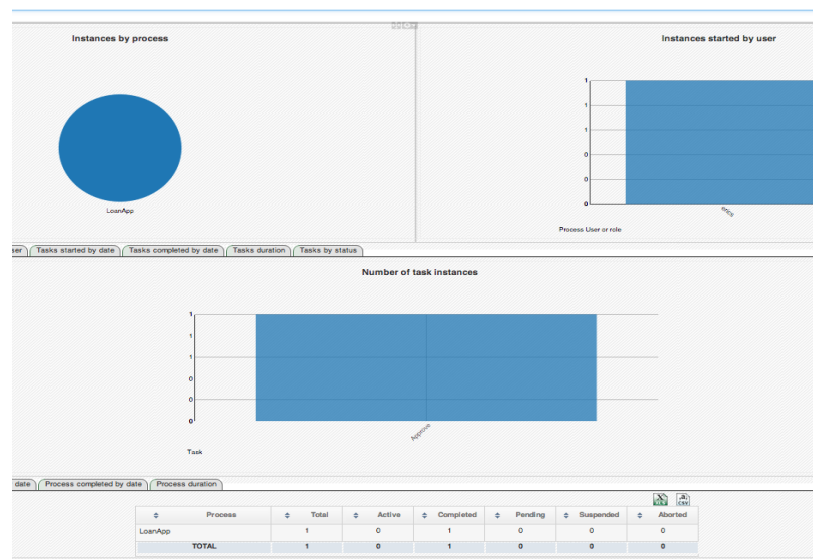 Instances by process
Instances started by user
1
1
1
0
0
0
LoanApp
erics
Process User or role
ser
Tasks started by date
Tasks completed by date
Tasks duration
Tasks by status
Number of task instances
1
1
1
0
0
0
Approve
Task
date
Process completed by date
Process duration
CSV
Process Total Active Completed Pending Suspended Aborted
LoanApp 1 0 1 0 0 0
TOTAL 1 0 1 0 0 0